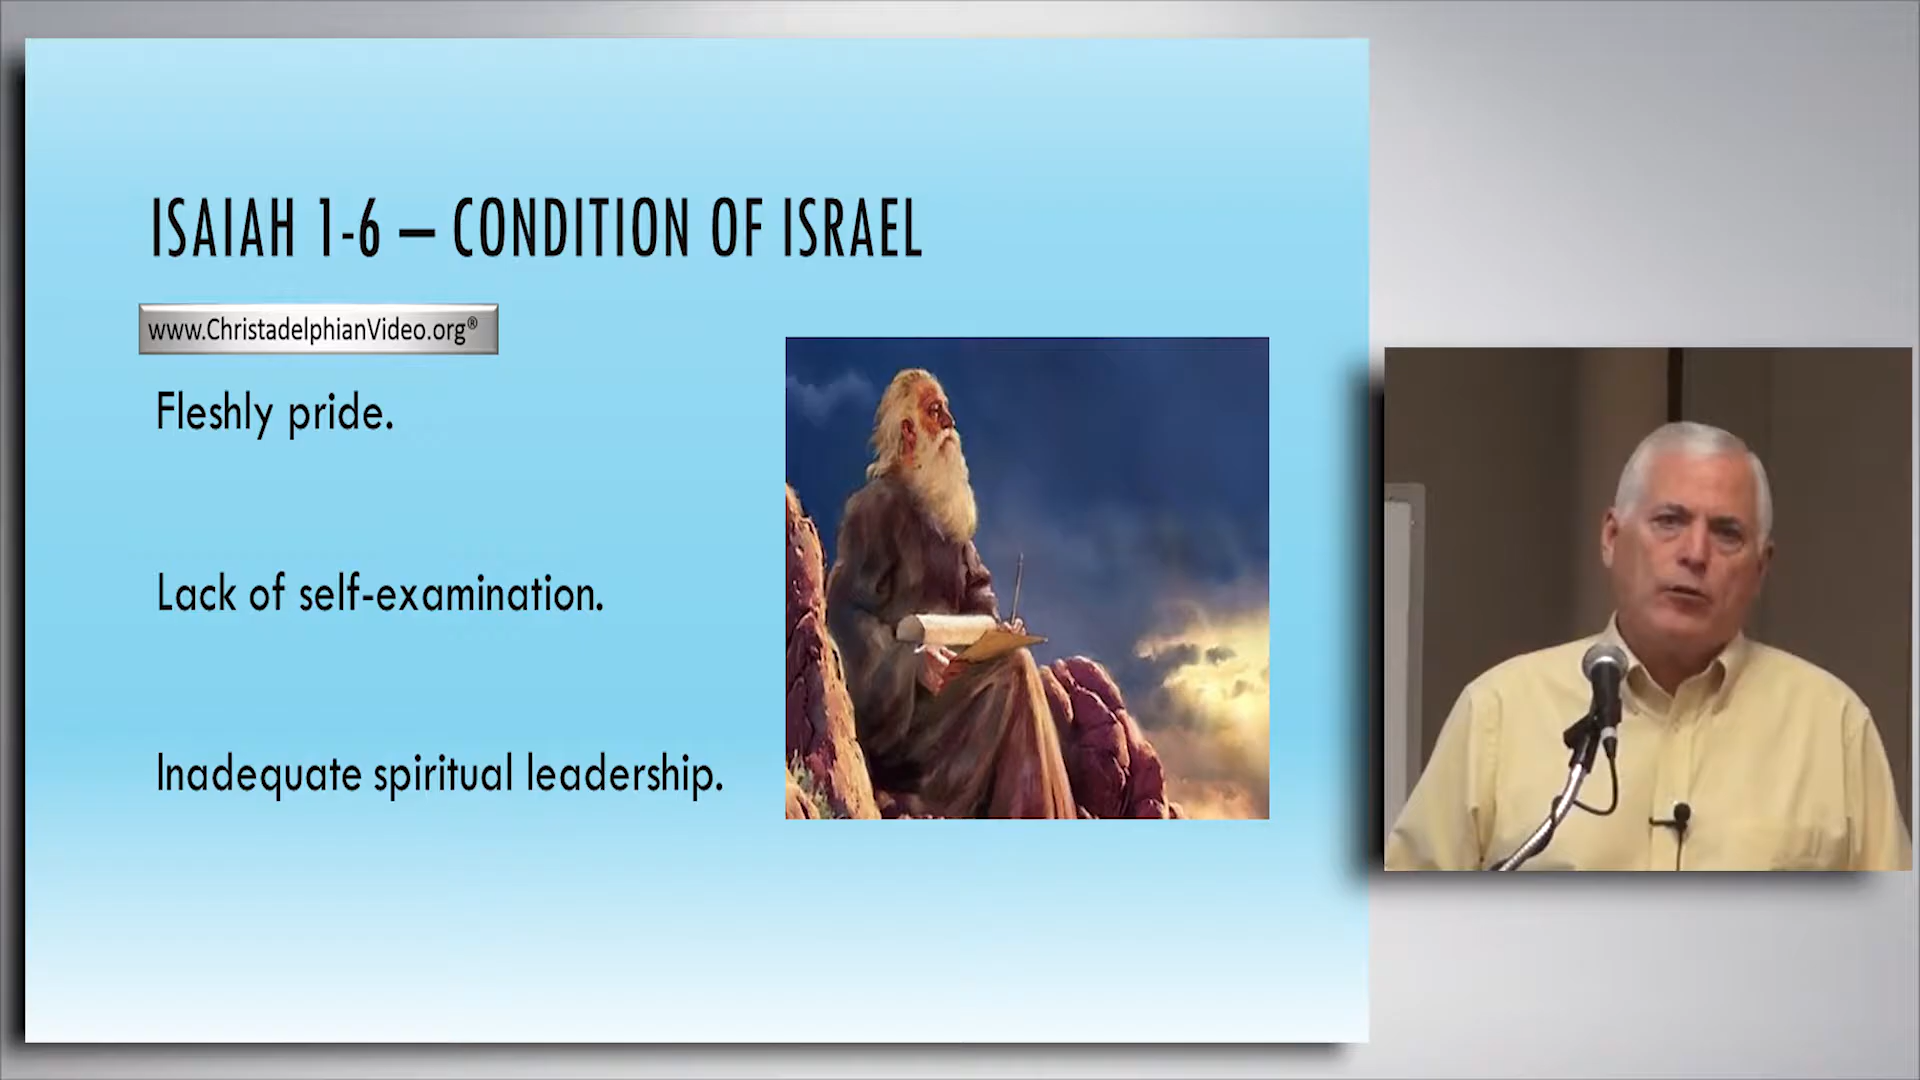 ISAIAH 1-6 – CONDITION OF ISRAEL
www.ChristadelphianVideo.org®
Fleshly pride.
Lack of self-examination.
Inadequate spiritual leadership.